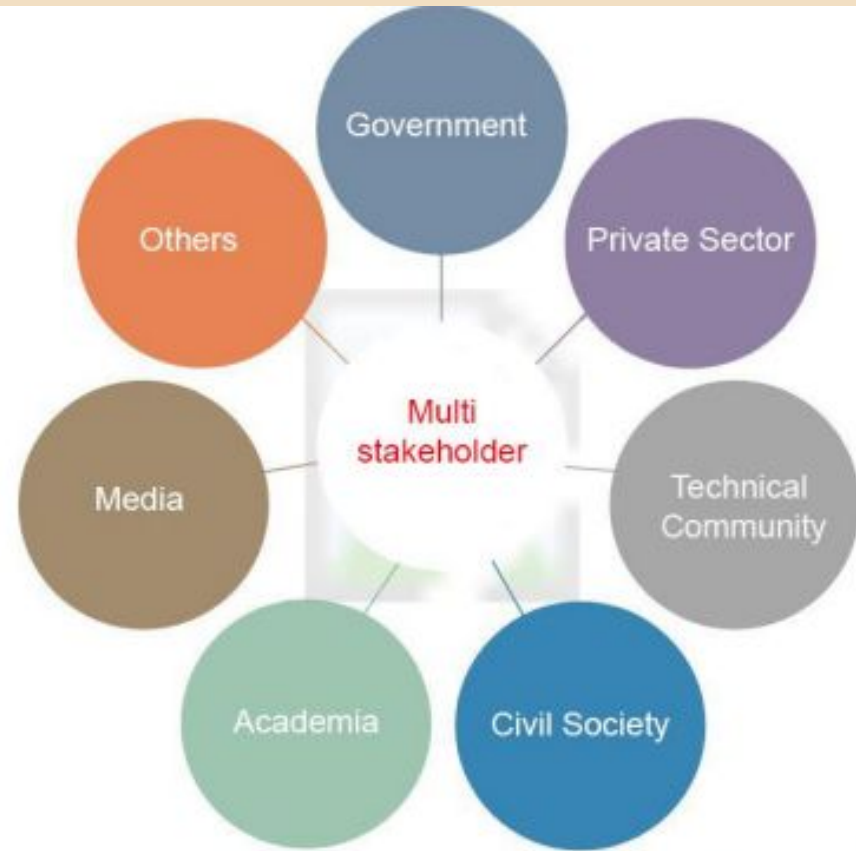 Government
Private Sector
Technical
Community
Civil Society
Academia
Media
Others
Multi
stakeholder